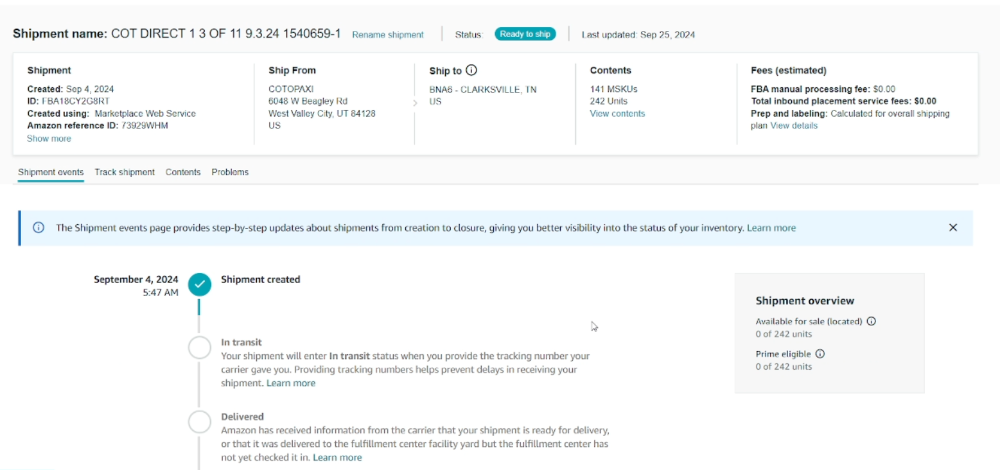 Shipment name: COT DIRECT 1 3 OF 11 9.3.24 1540659-1 Rename shipment Status: Ready to ship Last updated: Sep 25, 2024
Shipment
Created: Sep 4, 2024
ID: FBA18CY2G8RT
Created using: Marketplace Web Service
Amazon reference ID: 73929WHM
Show more
Ship From
COTOPAXI
6048 W Beagley Rd
West Valley City, UT 84128
US
Ship to
BNA6 - CLARKSVILLE, TN
US
Contents
141 MSKUs
242 Units
View contents
Fees (estimated)
FBA manual processing fee: $0.00
Total inbound placement service fees: $0.00
Prep and labeling: Calculated for overall shipping
plan View details
Shipment events Track shipment Contents Problems
The Shipment events page provides step-by-step updates about shipments from creation to closure, giving you better visibility into the status of your inventory. Learn more
September 4, 2024
5:47 AM
Shipment created
In transit
Your shipment will enter In transit status when you provide the tracking number your
carrier gave you. Providing tracking numbers helps prevent delays in receiving your
shipment. Learn more
Delivered
Amazon has received information from the carrier that your shipment is ready for delivery,
or that it was delivered to the fulfillment center facility yard but the fulfillment center has
not yet checked it in. Learn more
Shipment overview
Available for sale (located)
0 of 242 units
Prime eligible
0 of 242 units